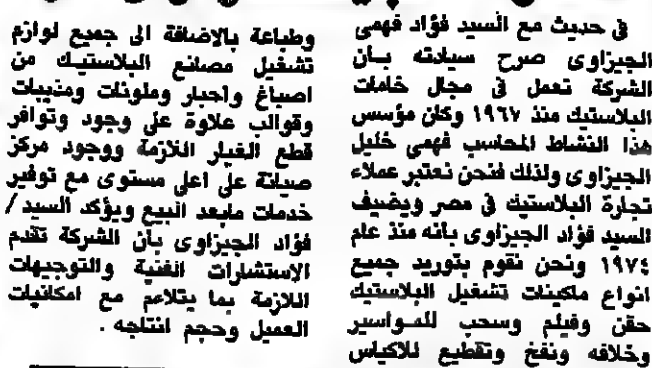 فى حديث مع السيد فؤاد فهمى
الجيزاوى صرح سيادته بأن
الشركة تعمل فى مجال خامات
البلاستيك منذ ١٩٦٧ وكان مؤسس
هذا النشاط المحاسب فهمى خليل
الجيزاوى ولذلك فنحن نعتبر عملاء
تجارة البلاستيك فى مصر ويضيف
السيد فؤاد الجيزاوى بأنه منذ عام
١٩٧٤ ونحن نقوم بتوريد جميع
انواع ماكينات تشغيل البلاستيك
حقن وفيلم وسحب للمواسير
وخلافه ونفخ وتقطيع للاكياس
وطباعة بالاضافة الى جميع لوازم
تشغيل مصانع البلاستيك من
اصباغ واحبار وملونات ومذيبات
وقوالب علاوة على وجود وتوافر
قطع الغيار اللازمة ووجود مركز
صيانة على اعلى مستوى مع توفير
خدمات مابعد البيع ويؤكد السيد /
فؤاد الجيزاوى بأن الشركة تقدم
الاستشارات الفنية والتوجيهات
اللازمة بما يتلاءم مع امكانيات
العميل وحجم انتاجه .